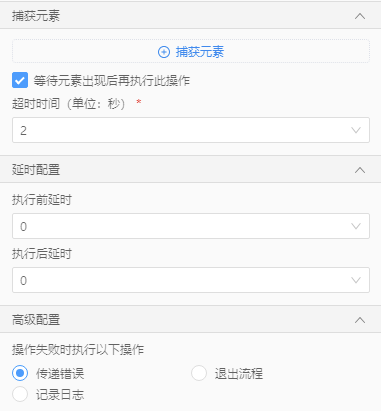 捕获元素
捕获元素
等待元素出现后再执行此操作
超时时间（单位：秒） *
2
延时配置
执行前延时
0
执行后延时
0
高级配置
操作失败时执行以下操作
传递错误 退出流程
记录日志